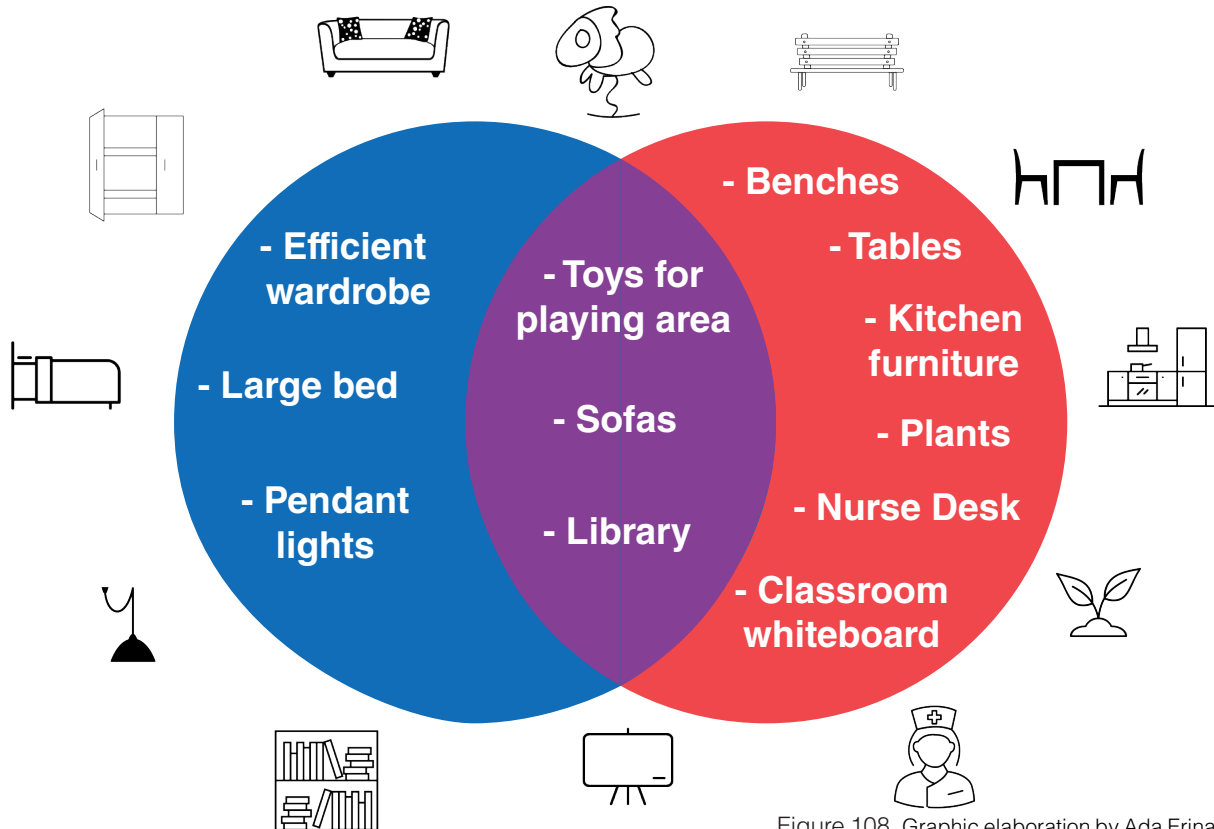 - Efficient
wardrobe
- Large bed
- Pendant
lights
- Toys for
playing area
- Sofas
- Library
- Benches
- Tables
- Kitchen
furniture
- Plants
- Nurse Desk
- Classroom
whiteboard
Figure 108. Graphic elaboration by Ada Erina